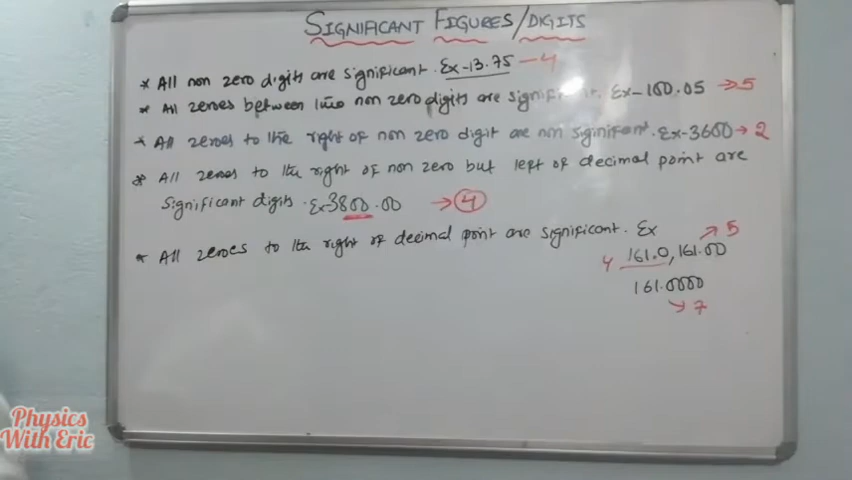 SIGNIFICANT FIGURES/DIGITS
* All non zero digits are significant. Ex-13.75 - 4
* All zeroes between two non zero digits are significant. Ex-100.05 → 5
* All zeroes to the right of non zero digit are non significant. Ex-3600 → 2
* All zeroes to the right of non zero but left of decimal point are
significant digits. Ex 3800.00 → 4
* All zeroes to the right of decimal point are significant. Ex → 5
4 161.0, 161.00
161.0000
→ 7
Physics
With Eric